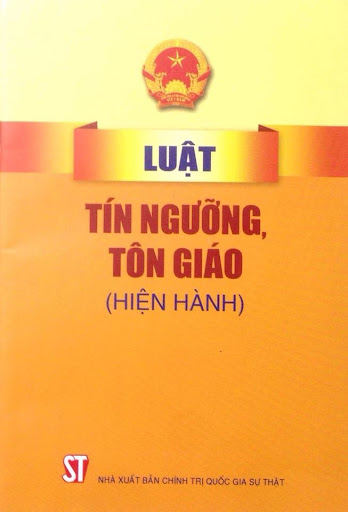 LUẬT
TÍN NGƯỠNG,
TÔN GIÁO
(HIỆN HÀNH)
ST
NHÀ XUẤT BẢN CHÍNH TRỊ QUỐC GIA SỰ THẬT